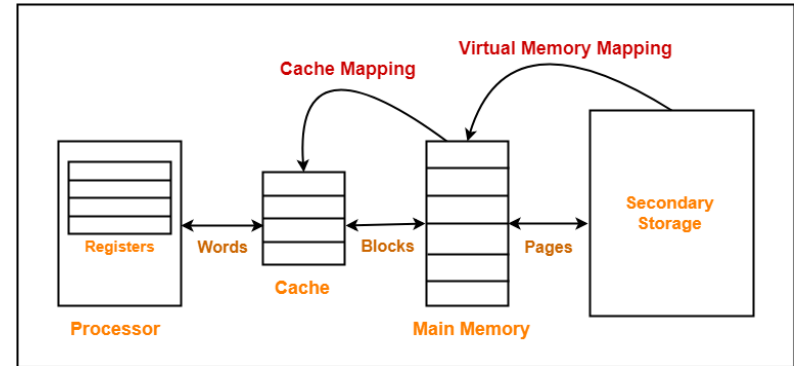 Virtual Memory Mapping
Cache Mapping
Secondary
Storage
Registers
Words
Blocks
Pages
Cache
Processor
Main Memory